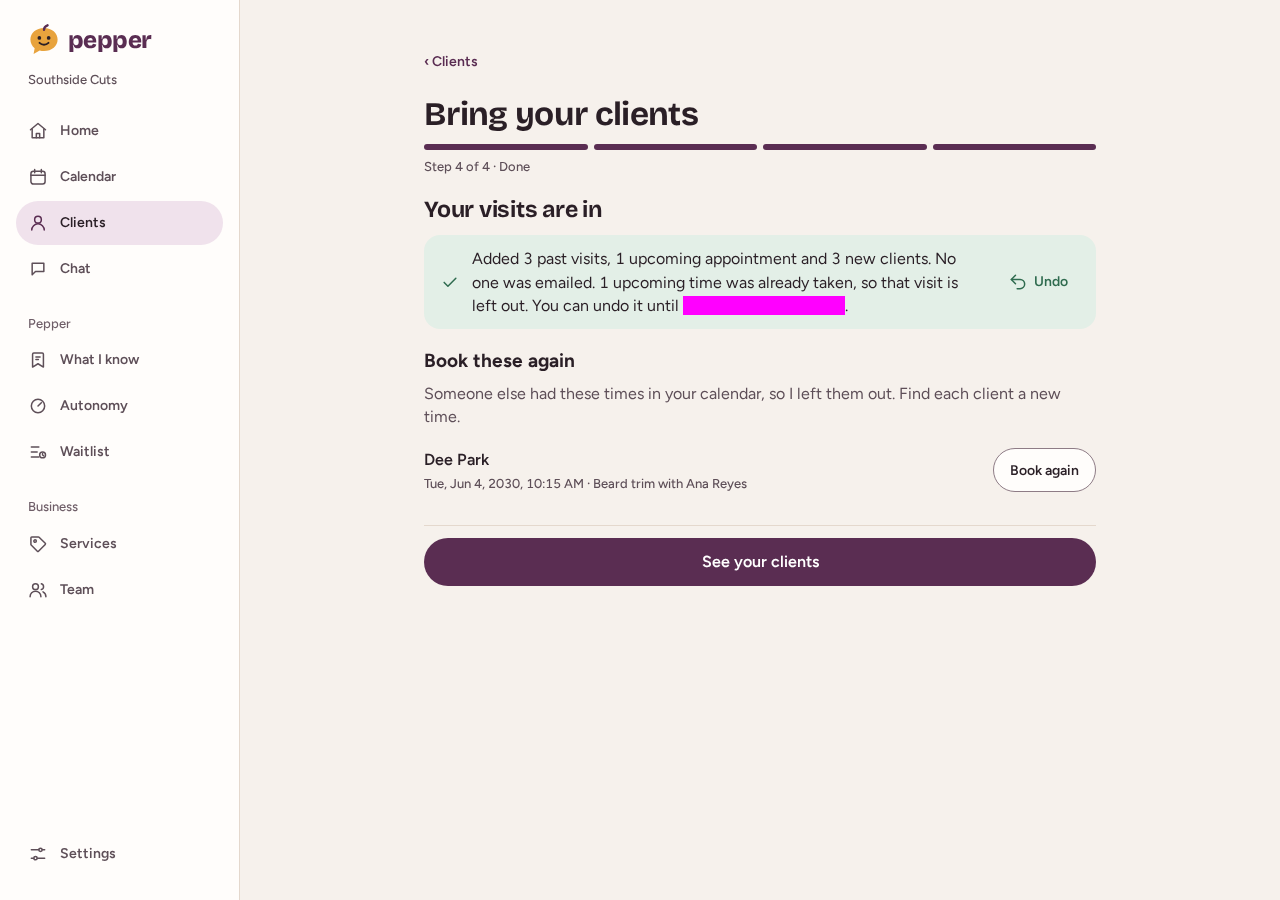 pepper
Southside Cuts
Home
Calendar
Clients
Chat
Pepper
What I know
Autonomy
Waitlist
Business
Services
Team
Settings
‹ Clients
Bring your clients
Step 4 of 4 · Done
Your visits are in
Added 3 past visits, 1 upcoming appointment and 3 new clients. No
one was emailed. 1 upcoming time was already taken, so that visit is
left out. You can undo it until .
Undo
Book these again
Someone else had these times in your calendar, so I left them out. Find each client a new
time.
Dee Park
Tue, Jun 4, 2030, 10:15 AM · Beard trim with Ana Reyes
Book again
See your clients